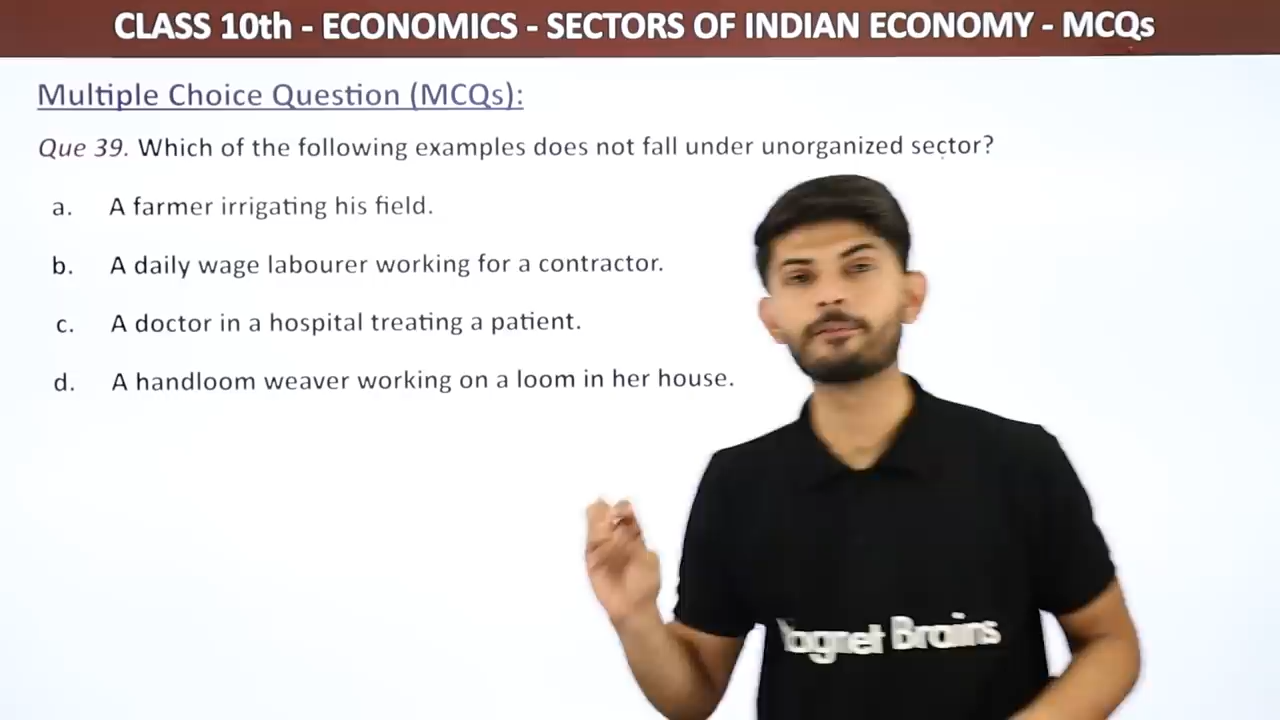 CLASS 10th - ECONOMICS - SECTORS OF INDIAN ECONOMY - MCQs
Multiple Choice Question (MCQs):
Que 39. Which of the following examples does not fall under unorganized sector?
a. A farmer irrigating his field.
b. A daily wage labourer working for a contractor.
c. A doctor in a hospital treating a patient.
d. A handloom weaver working on a loom in her house.
Magnet Brains